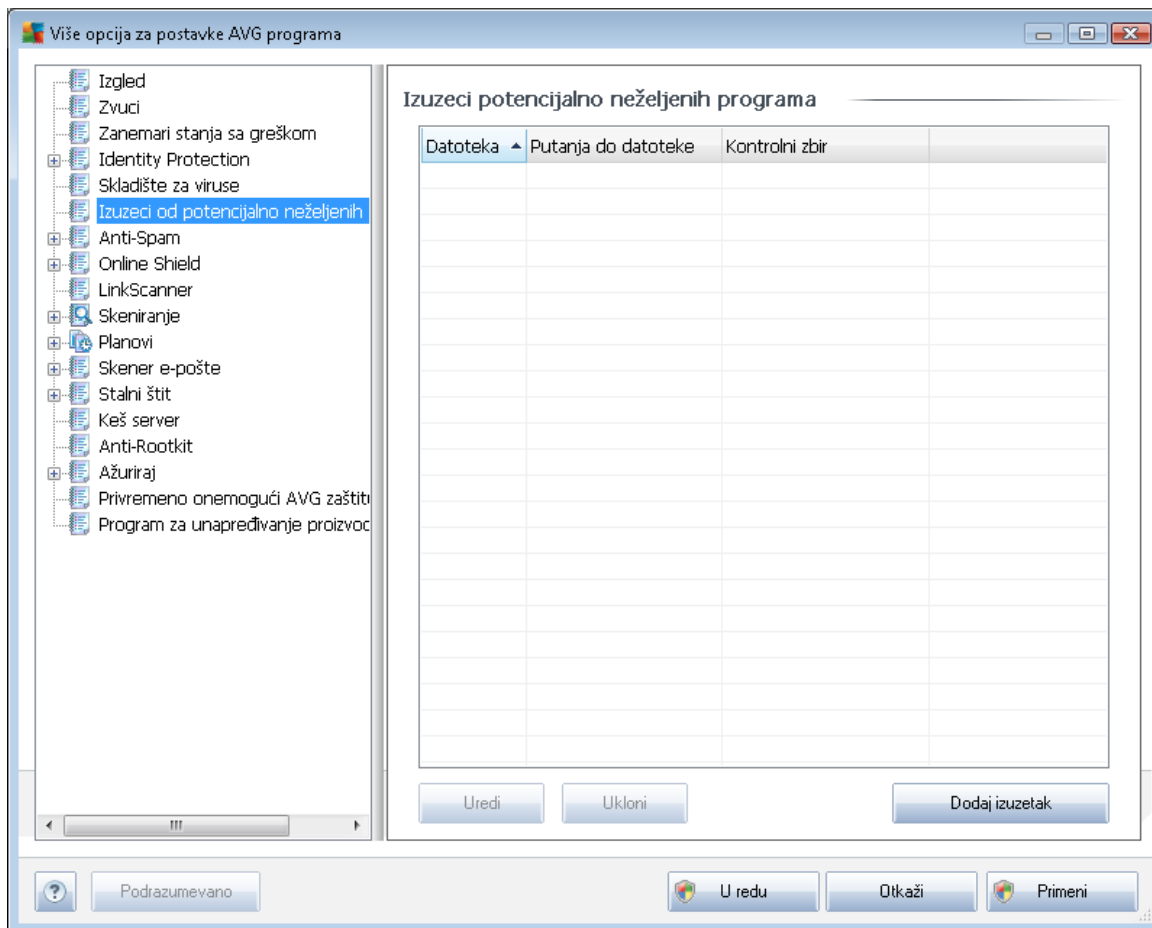 Više opcija za postavke AVG programa
Izgled
Zvuci
Zanemari stanja sa greškom
Identity Protection
Skladište za viruse
Izuzeci od potencijalno neželjenih
Anti-Spam
Online Shield
LinkScanner
Skeniranje
Planovi
Skener e-pošte
Stalni štit
Keš server
Anti-Rootkit
Ažuriraj
Privremeno onemogući AVG zaštitu
Program za unapređivanje proizvod
Izuzeci potencijalno neželjenih programa
Datoteka Putanja do datoteke Kontrolni zbir
Uredi Ukloni Dodaj izuzetak
? Podrazumevano U redu Otkaži Primeni